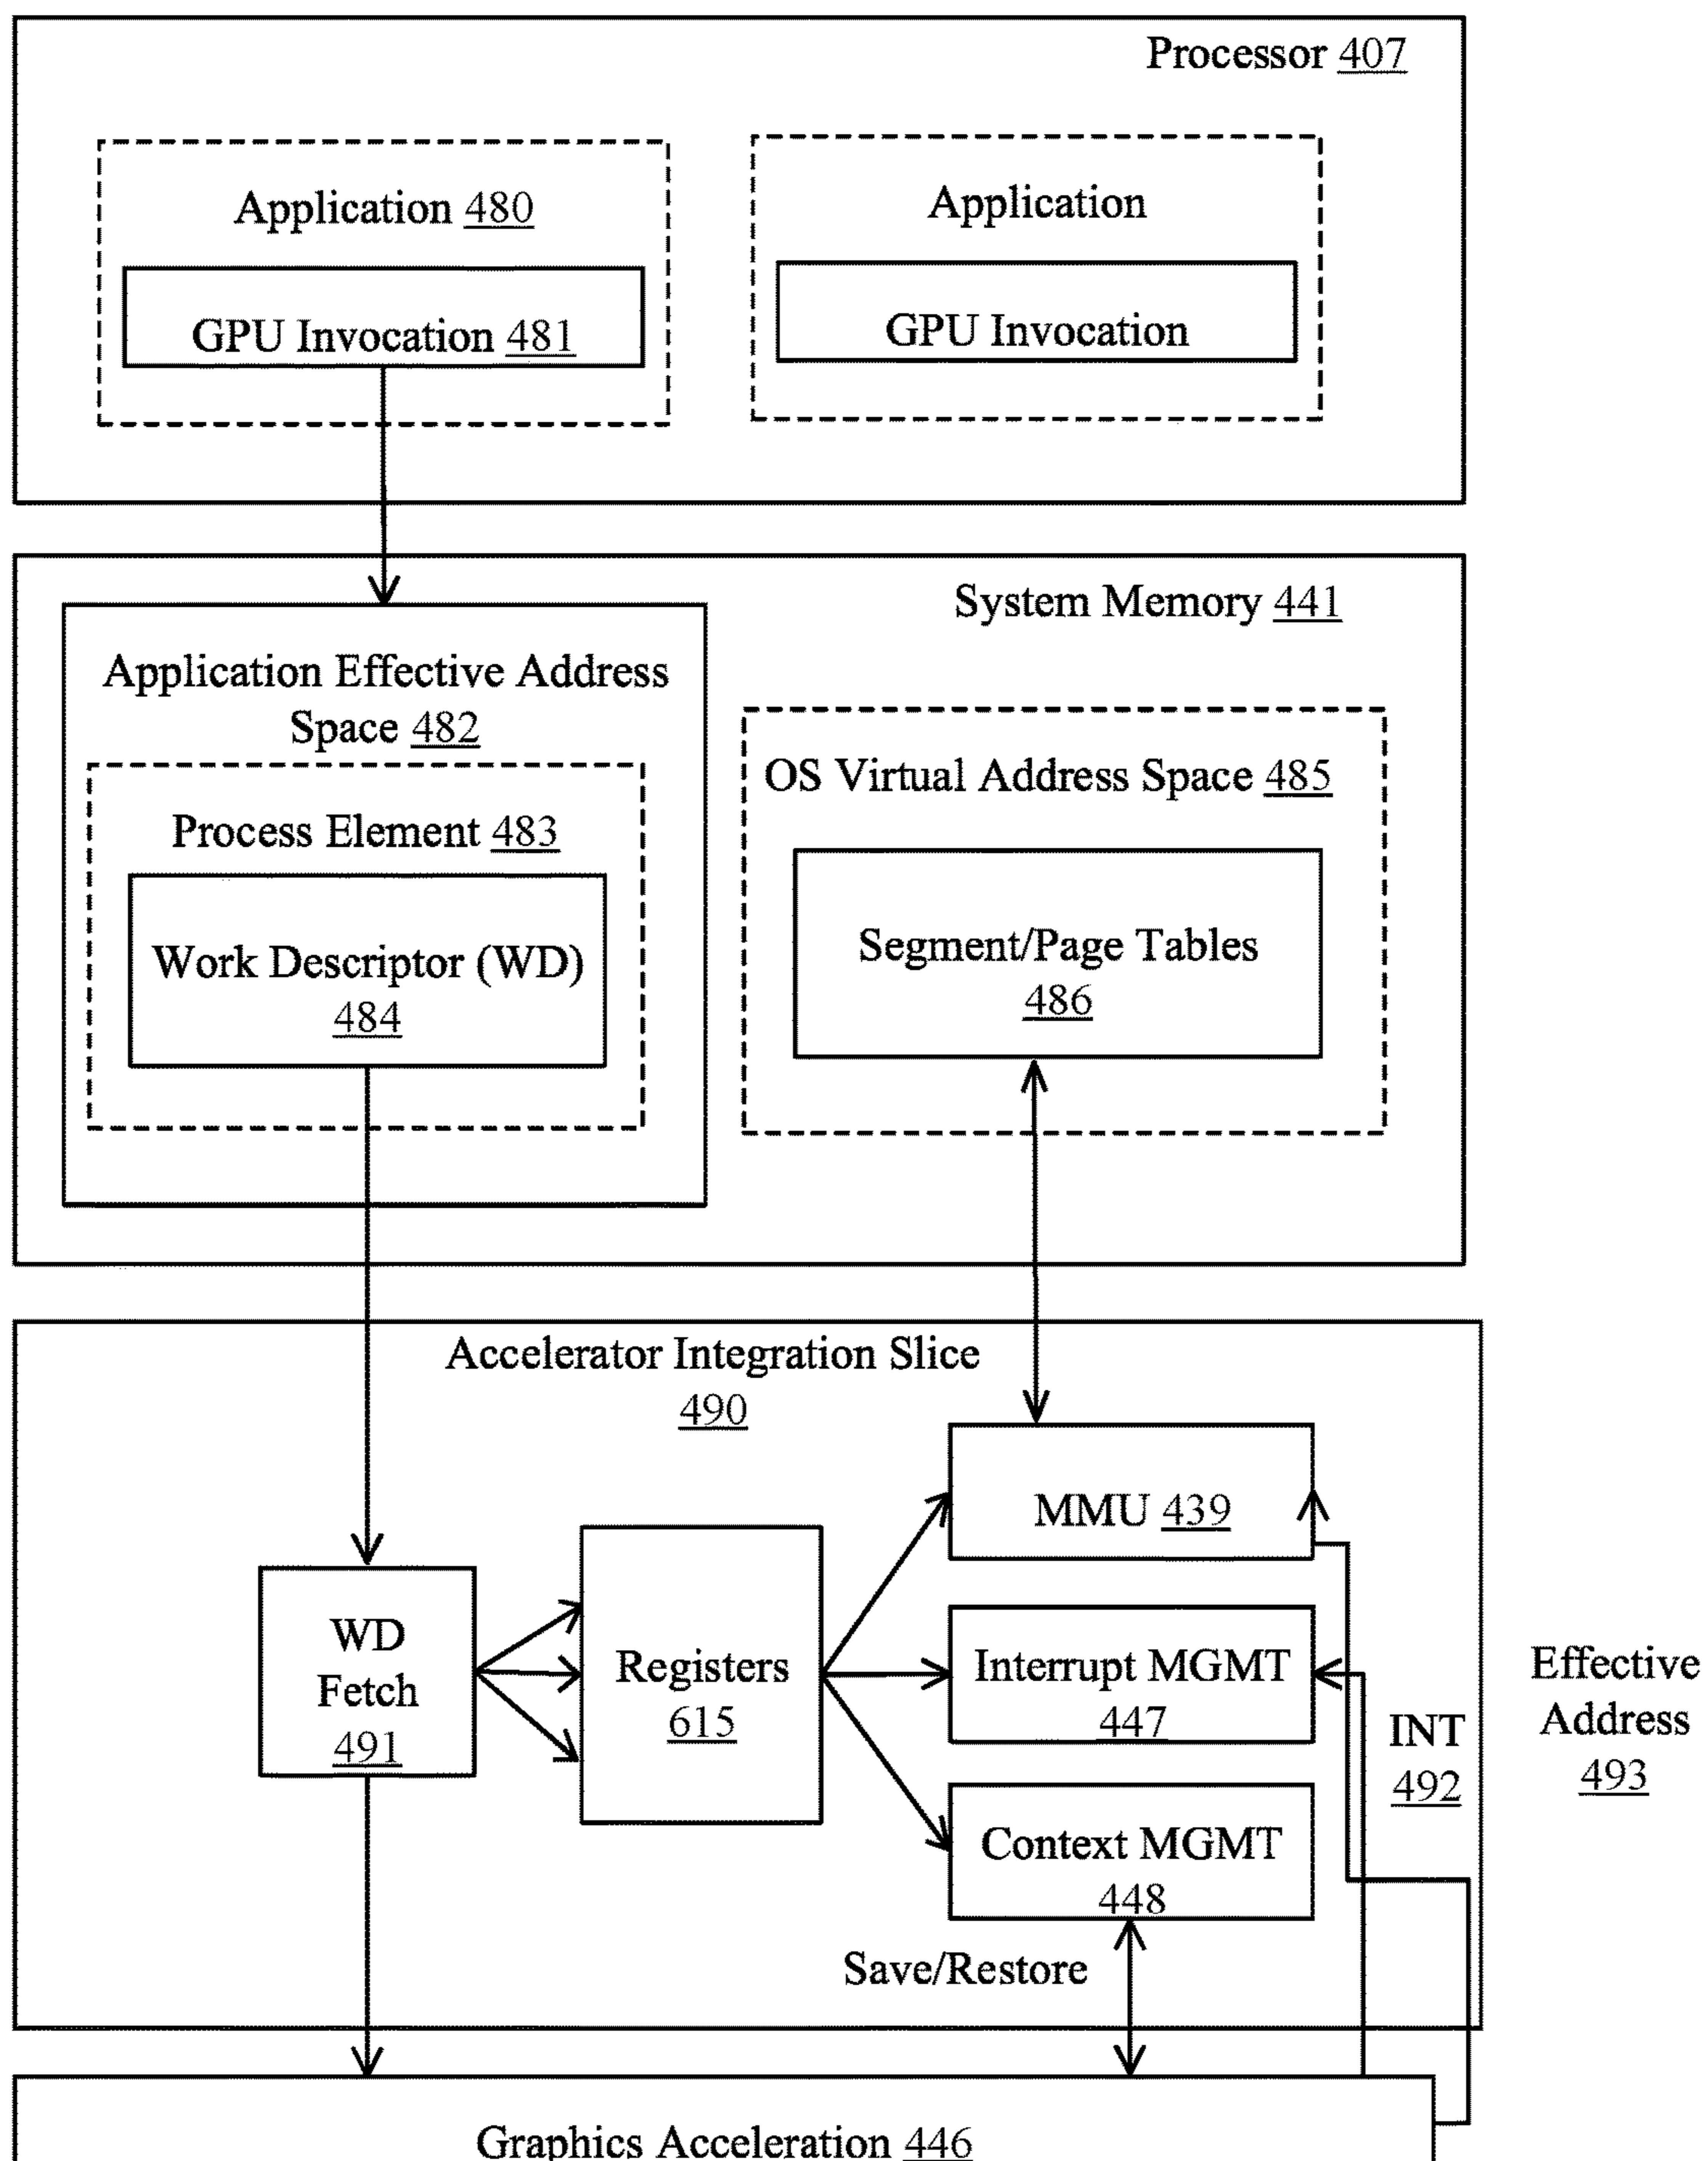 Processor 407
Application 480
GPU Invocation 481
Application
GPU Invocation
System Memory 441
Application Effective Address
Space 482
Process Element 483
Work Descriptor (WD)
484
OS Virtual Address Space 485
Segment/Page Tables
486
Accelerator Integration Slice
490
WD
Fetch
491
Registers
615
MMU 439
Interrupt MGMT
447
Context MGMT
448
Save/Restore
INT
492
Effective
Address
493
Graphics Acceleration 446